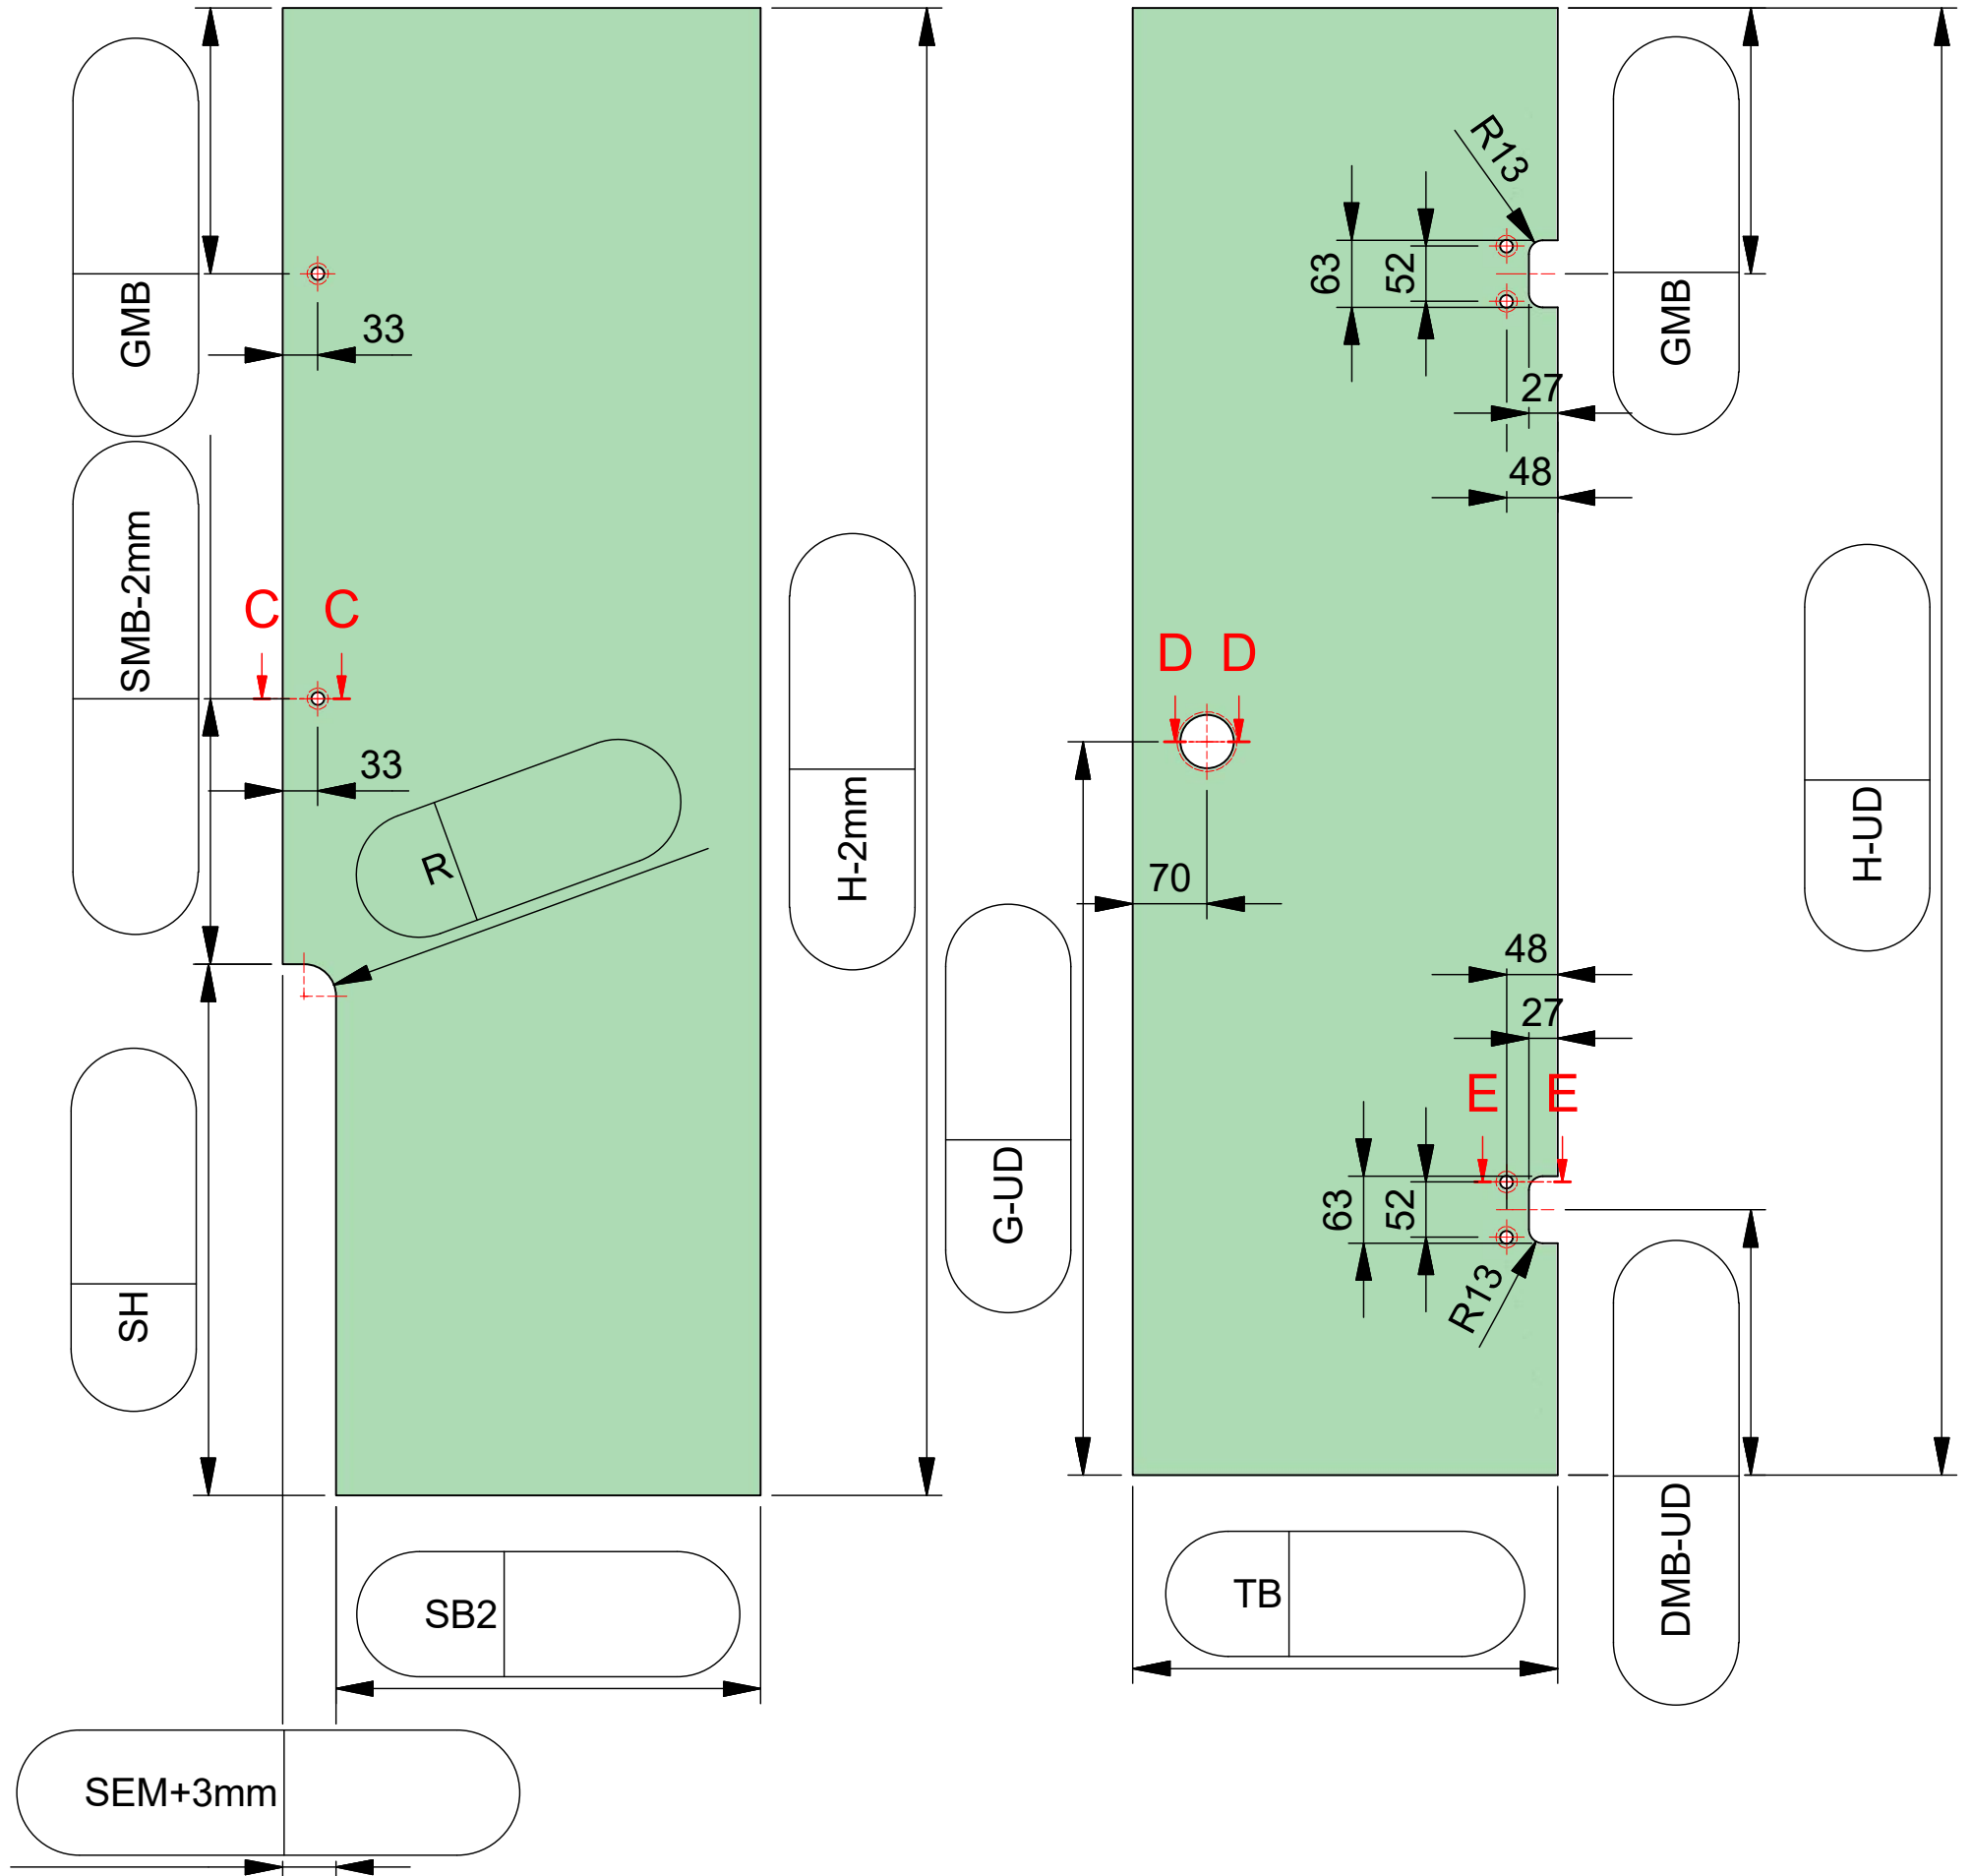 GMB
33
SMB-2mm
C C
33
R
H-2mm
SH
SB2
SEM+3mm
R13
63
52
27
48
GMB
D D
70
G-UD
H-UD
48
27
E E
63
52
R13
DMB-UD
TB